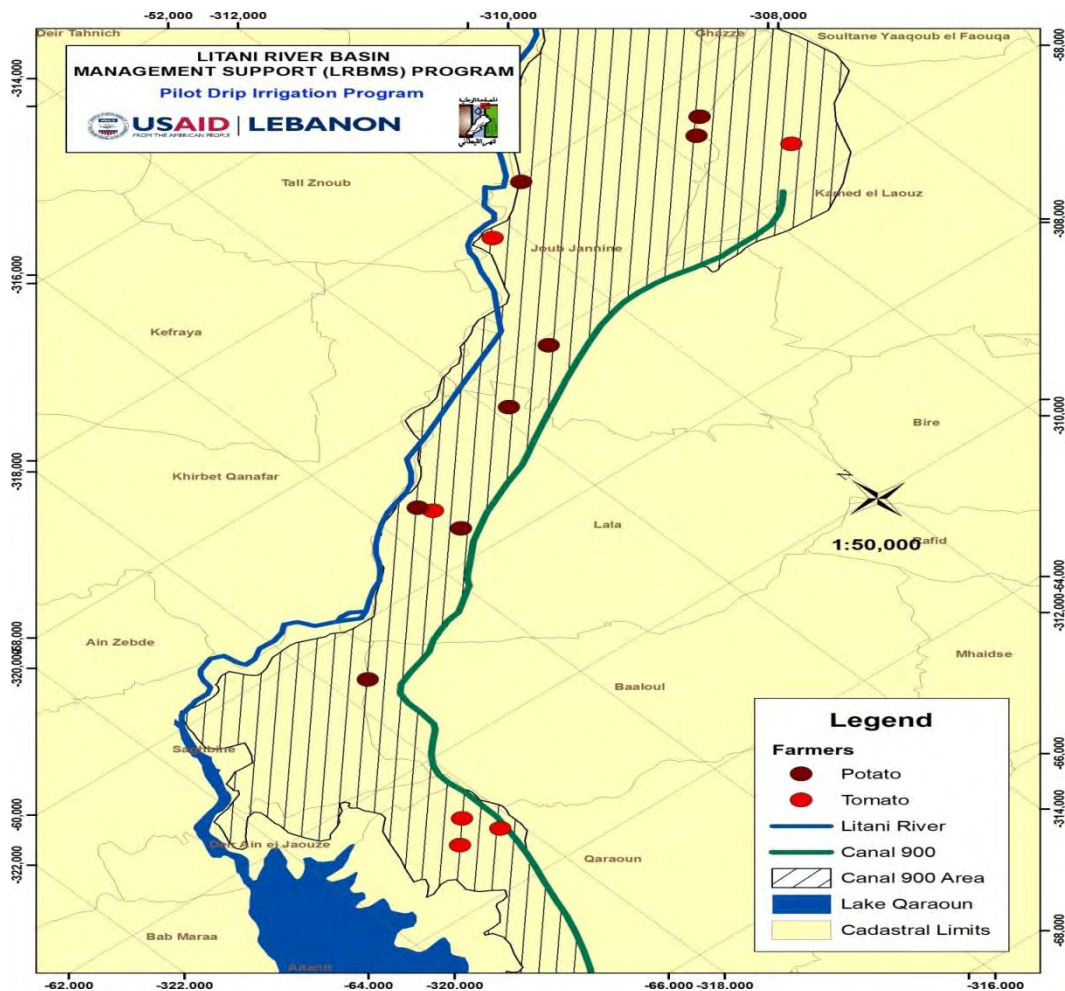 -52,000
-312,000
-310,000
-308,000
Deir Tahnich
Ghazze
Soultane Yaaqoub el Faouqa
-58,000
LITANI RIVER BASIN
MANAGEMENT SUPPORT (LRBMS) PROGRAM
Pilot Drip Irrigation Program
USAID | LEBANON
FROM THE AMERICAN PEOPLE
-314,000
Tall Znoub
Kamed el Laouz
-308,000
Joub Jannine
-316,000
Kefraya
-310,000
Bire
Khirbet Qanafar
-318,000
N
Lala
1:50,000
Rafid
-64,000
-312,000
Ain Zebde
-320,000
Mhaidse
Baaloul
Legend
Farmers
Potato
Tomato
Litani River
Canal 900
Canal 900 Area
Lake Qaraoun
Cadastral Limits
Saghbine
-66,000
-314,000
-60,000
Deir Ain ej Jaouze
Qaraoun
-322,000
Bab Maraa
Aitanit
-68,000
-62,000
-322,000
-64,000
-320,000
-66,000
-318,000
-316,000